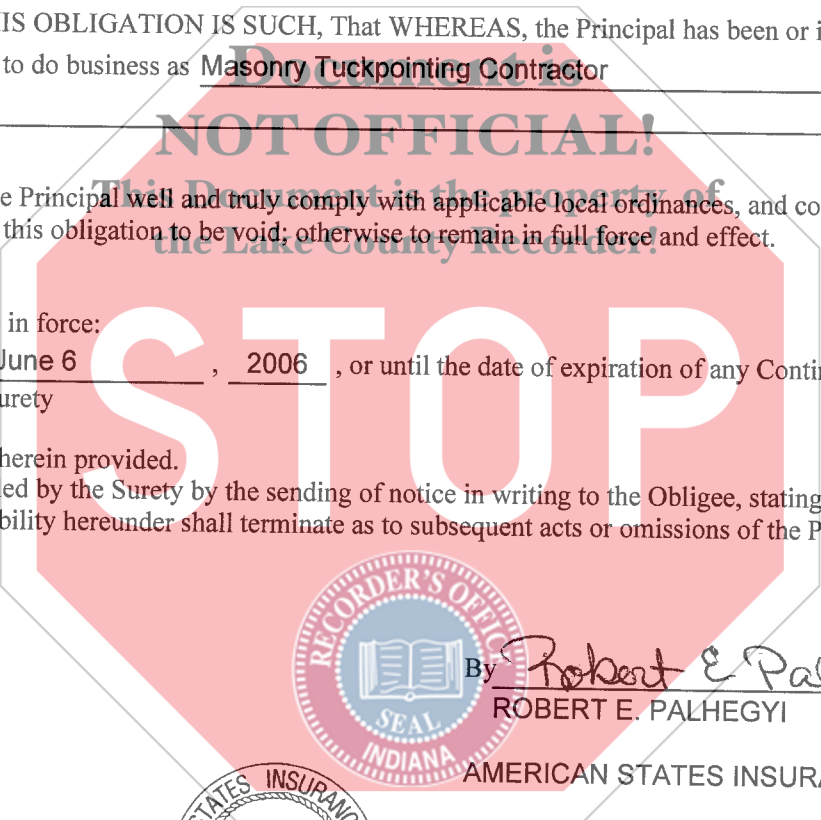 IS OBLIGATION IS SUCH, That WHEREAS, the Principal has been or i
to do business as Masonry Tuckpointing Contractor
Document is
NOT OFFICIAL!
This Document is the property of
the Lake County Recorder!
e Principal well and truly comply with applicable local ordinances, and co
this obligation to be void; otherwise to remain in full force and effect.
STOP
in force:
June 6 , 2006 , or until the date of expiration of any Contin
urety
herein provided.
ed by the Surety by the sending of notice in writing to the Obligee, stating
bility hereunder shall terminate as to subsequent acts or omissions of the P
RECORDER'S OFFICE
SEAL
INDIANA
By Robert E Pal
ROBERT E. PALHEGYI
AMERICAN STATES INSURA
STATES INSURANC